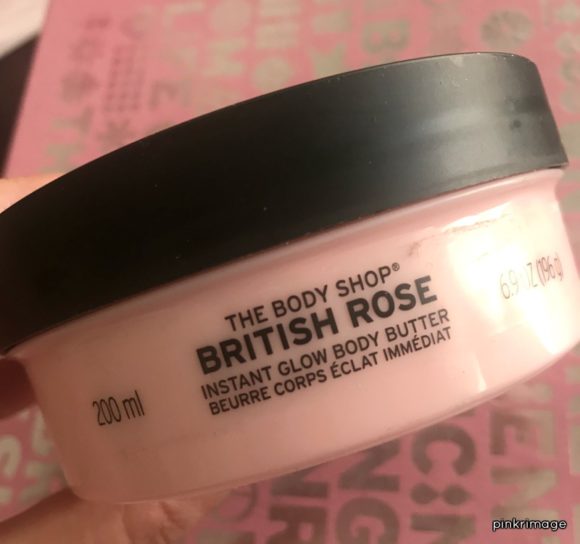 THE BODY SHOP®
BRITISH ROSE
INSTANT GLOW BODY BUTTER
BEURRE CORPS ÉCLAT IMMÉDIAT
200 ml
6.9 OZ (196g)
pinkrimage